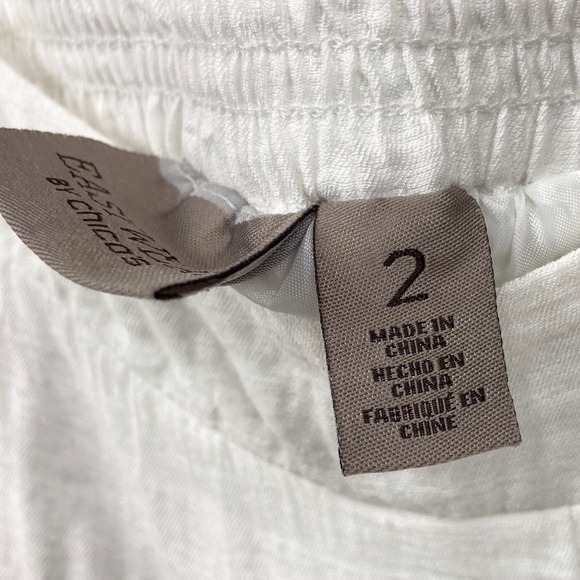 BY CHICO'S
2
MADE IN
CHINA
HECHO EN
CHINA
FABRIQUÉ EN
CHINE